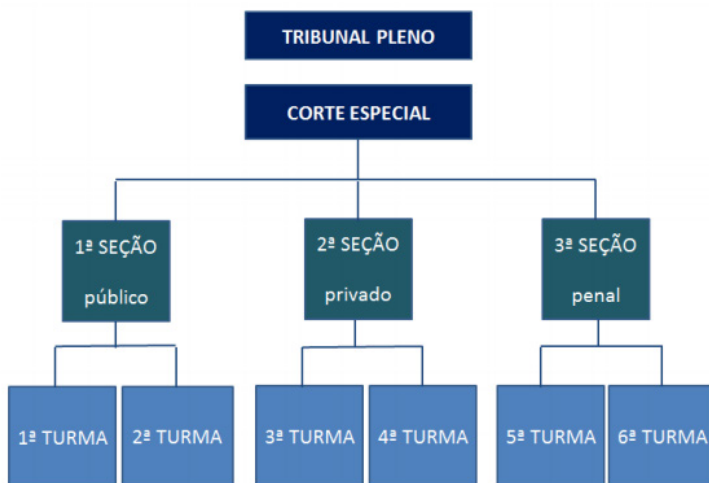 TRIBUNAL PLENO
CORTE ESPECIAL
1ª SEÇÃO
público
2ª SEÇÃO
privado
3ª SEÇÃO
penal
1ª TURMA
2ª TURMA
3ª TURMA
4ª TURMA
5ª TURMA
6ª TURMA